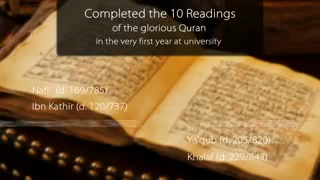 Completed the 10 Readings
of the glorious Quran
in the very first year at university
Nafi' (d. 169/785)
Ibn Kathir (d. 120/737)
Ya'qub (d. 205/820)
Khalaf (d. 229/843)